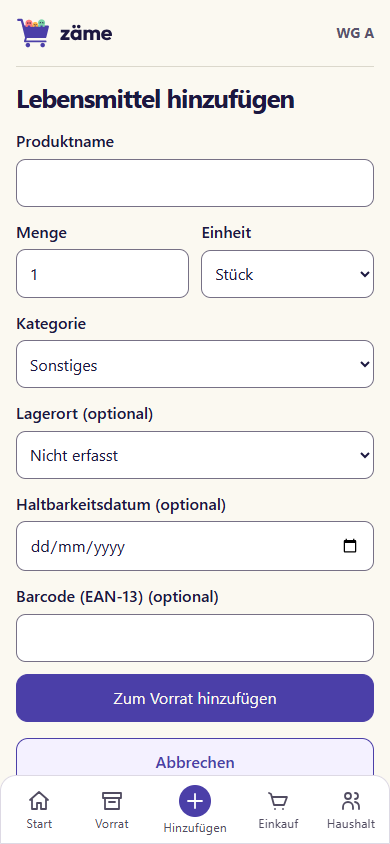 zäme
WG A
Lebensmittel hinzufügen
Produktname
Menge Einheit
1 Stück
Kategorie
Sonstiges
Lagerort (optional)
Nicht erfasst
Haltbarkeitsdatum (optional)
dd/mm/yyyy
Barcode (EAN-13) (optional)
Zum Vorrat hinzufügen
Abbrechen
Start Vorrat Hinzufügen Einkauf Haushalt